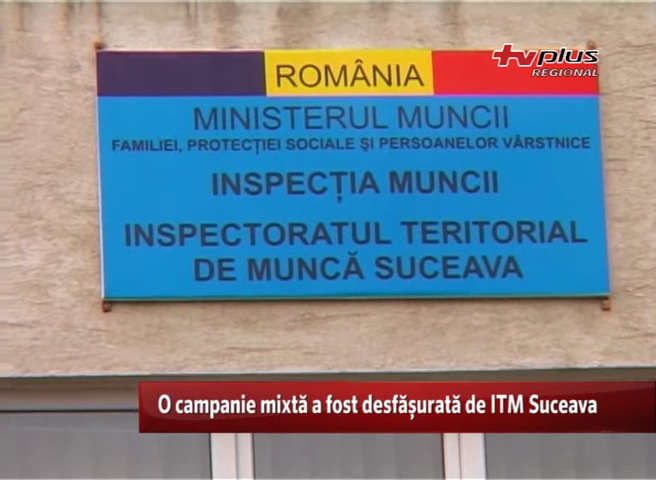 +tvplus
REGIONAL
ROMÂNIA
MINISTERUL MUNCII
FAMILIEI, PROTECȚIEI SOCIALE ŞI PERSOANELOR VÂRSTNICE
INSPECȚIA MUNCII
INSPECTORATUL TERITORIAL
DE MUNCĂ SUCEAVA
O campanie mixtă a fost desfășurată de ITM Suceava